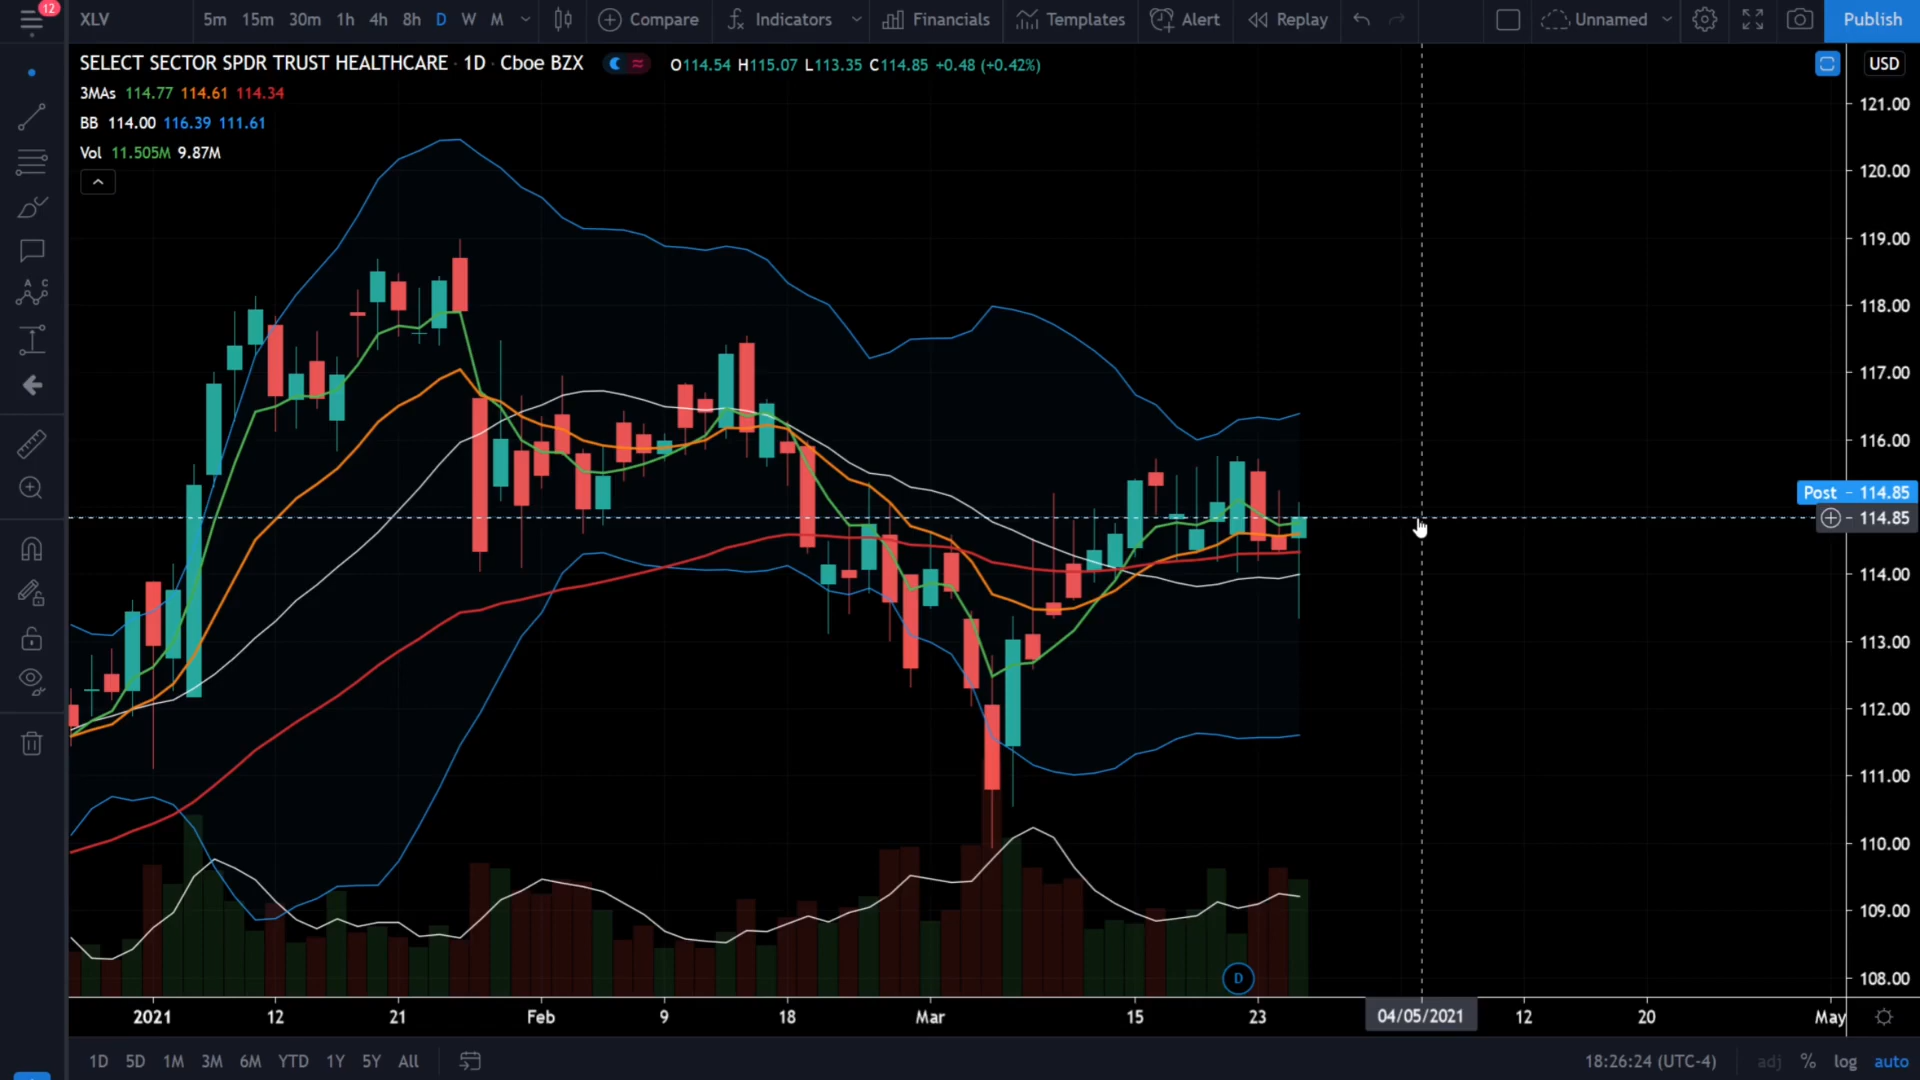 12
XLV 5m 15m 30m 1h 4h 8h D W M Compare Indicators Financials Templates Alert Replay Unnamed Publish
SELECT SECTOR SPDR TRUST HEALTHCARE · 1D · Cboe BZX O114.54 H115.07 L113.35 C114.85 +0.48 (+0.42%) USD
3MAs 114.77 114.61 114.34
BB 114.00 116.39 111.61
Vol 11.505M 9.87M
121.00
120.00
119.00
118.00
117.00
116.00
Post 114.85
114.85
114.00
113.00
112.00
111.00
110.00
109.00
108.00
A C
D
2021 12 21 Feb 9 18 Mar 15 23 04/05/2021 12 20 May
1D 5D 1M 3M 6M YTD 1Y 5Y All 18:26:24 (UTC-4) adj % log auto